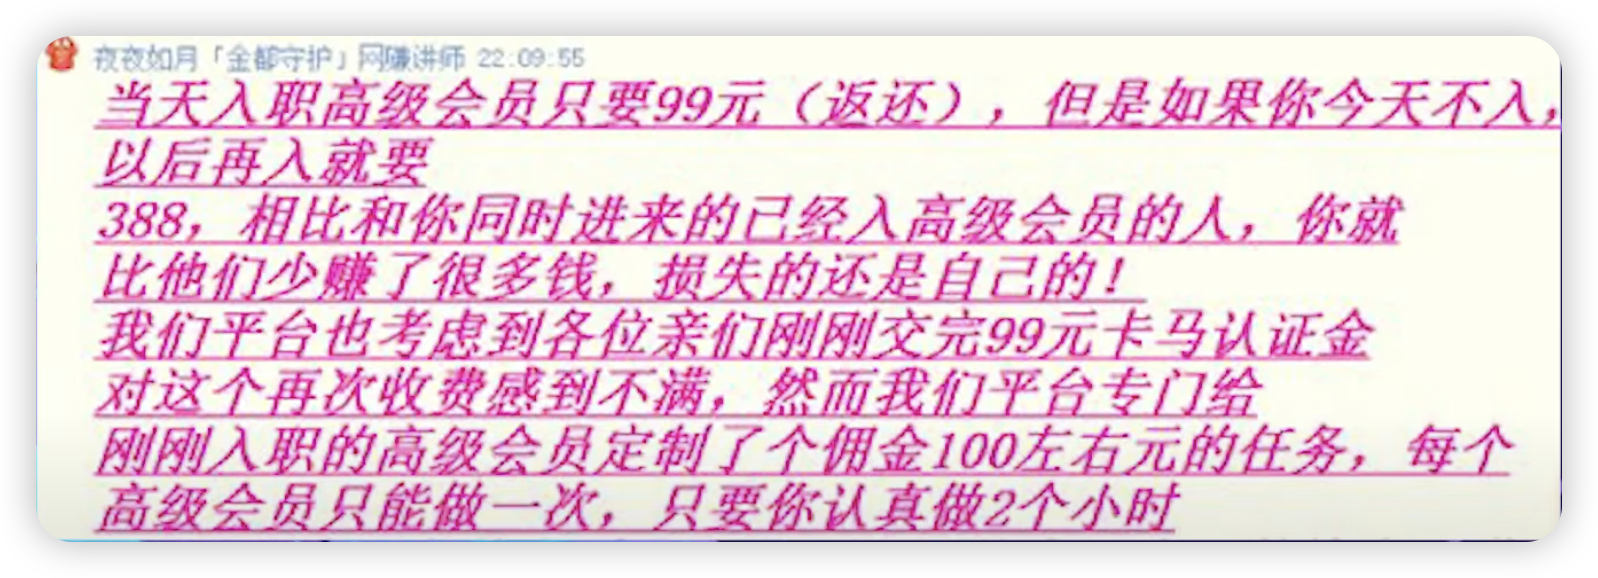 夜夜如月「金都守护」网赚讲师 22:09:55
当天入职高级会员只要99元（返还），但是如果你今天不入，
以后再入就要
388，相比和你同时进来的已经入高级会员的人，你就
比他们少赚了很多钱，损失的还是自己的！
我们平台也考虑到各位亲们刚刚交完99元卡马认证金
对这个再次收费感到不满，然而我们平台专门给
刚刚入职的高级会员定制了个佣金100左右元的任务，每个
高级会员只能做一次，只要你认真做2个小时